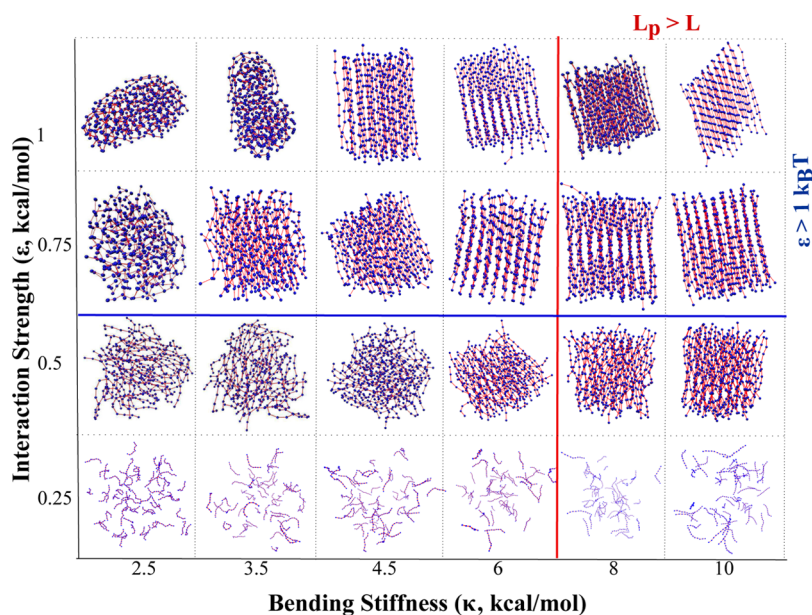 Lp > L
Interaction Strength (ε, kcal/mol)
1
0.75
0.5
0.25
ε > 1 kBT
2.5 3.5 4.5 6 8 10
Bending Stiffness (κ, kcal/mol)